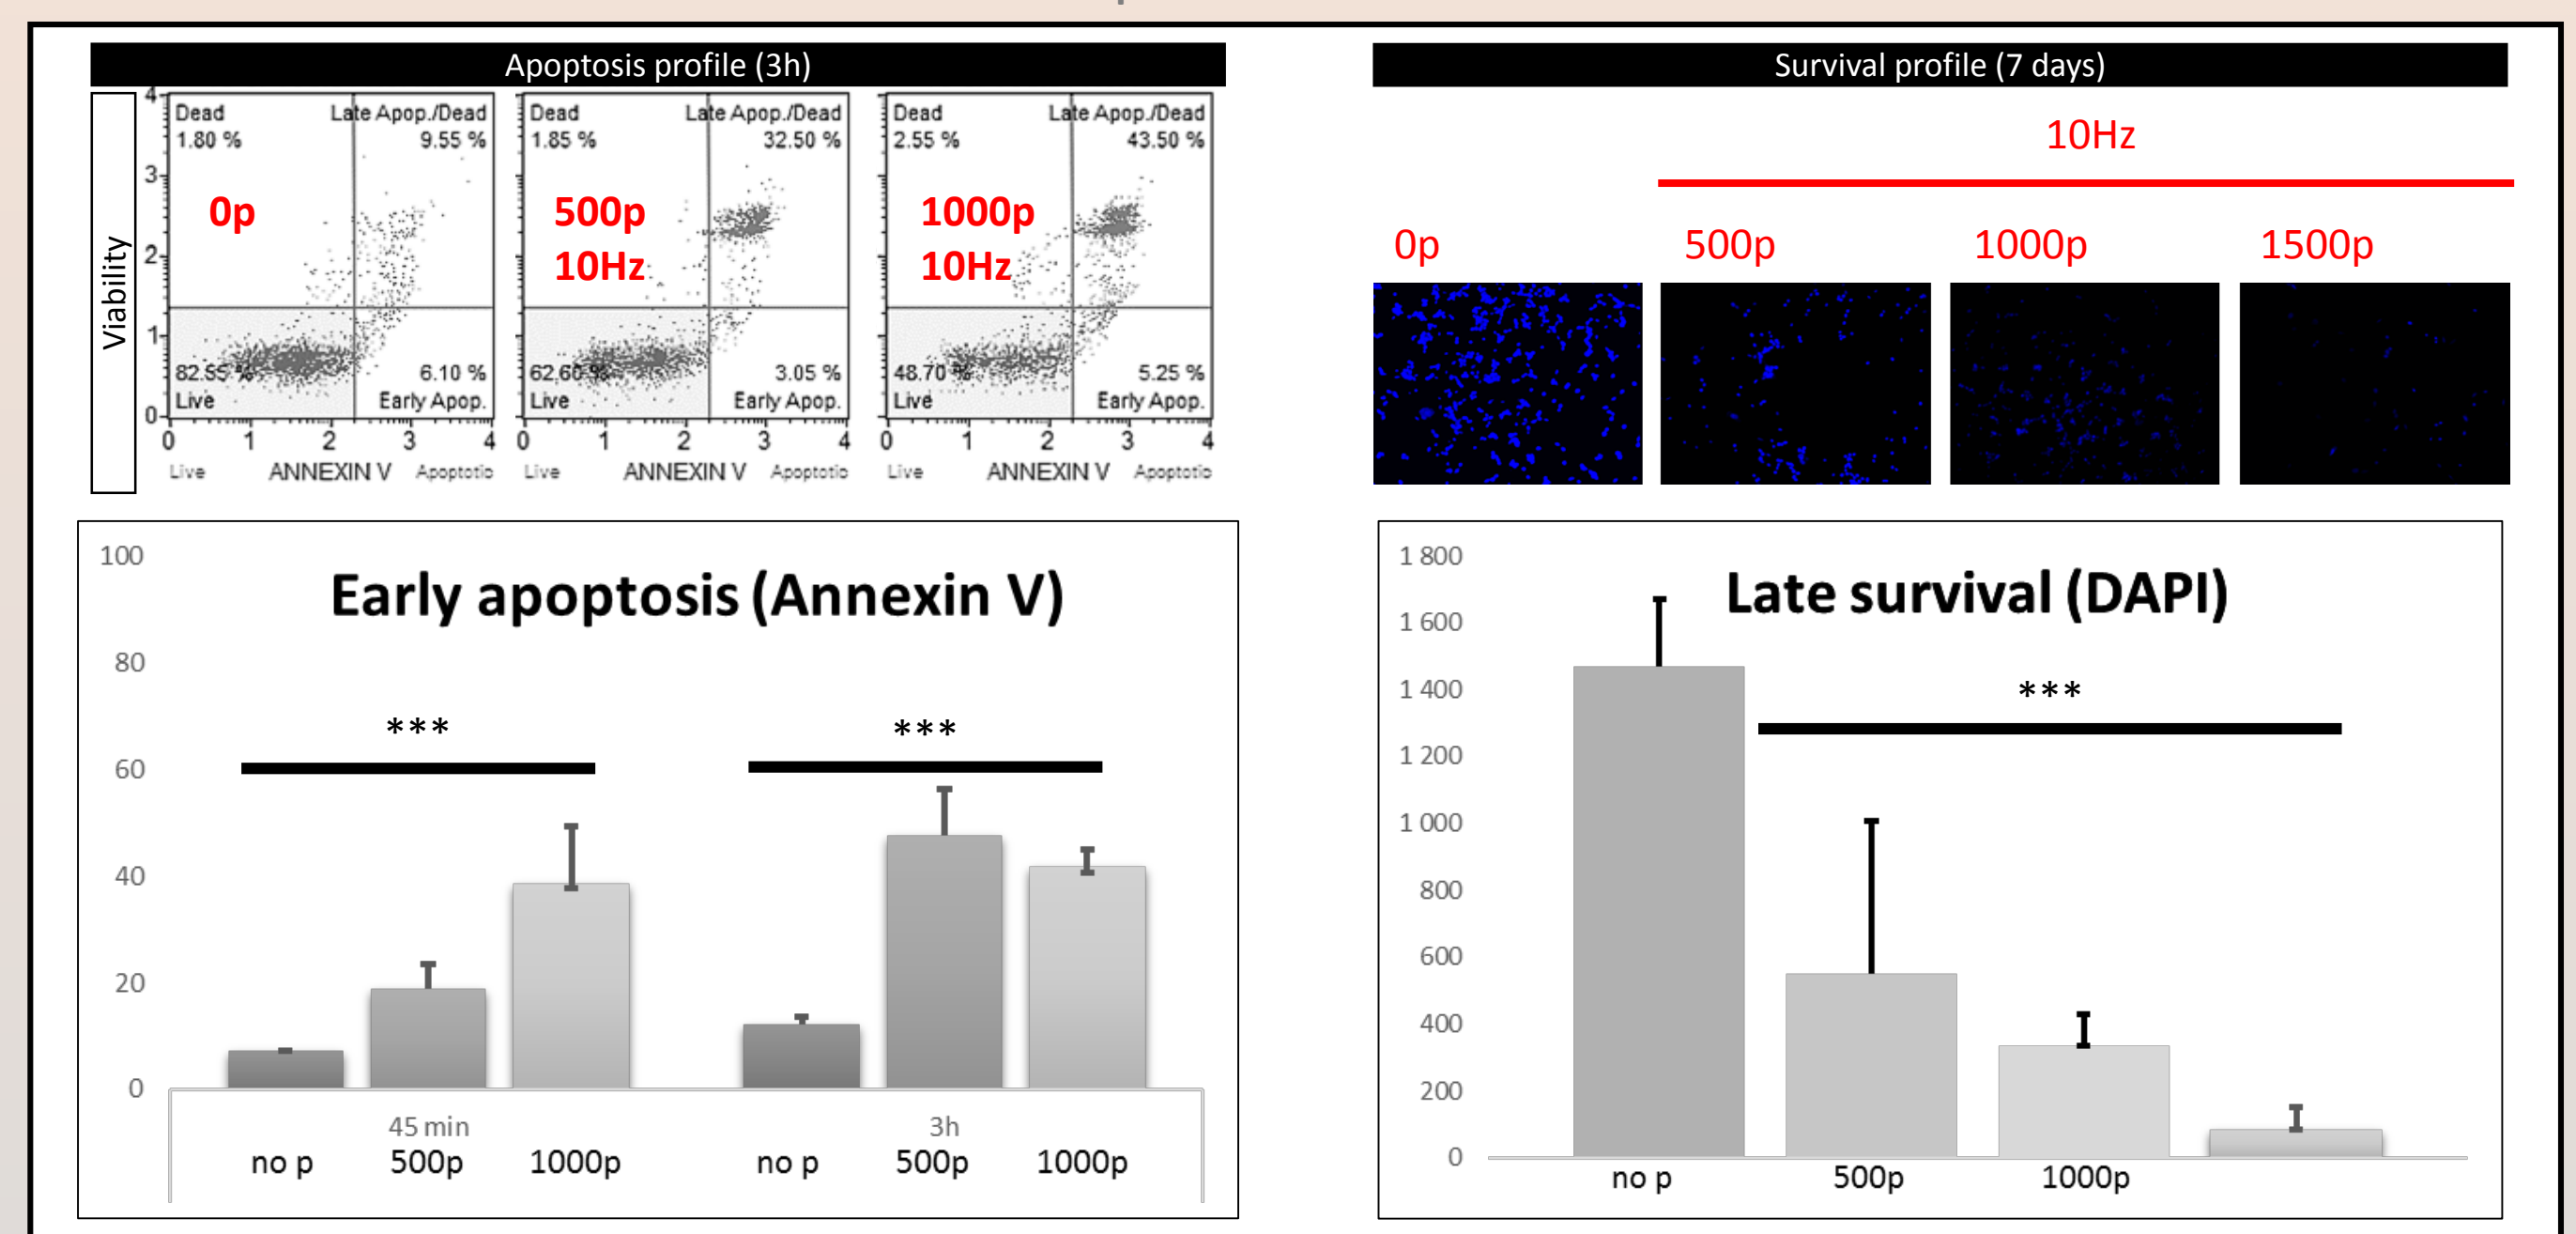 Apoptosis profile (3h)
Viability
4
3
2
1
0
Dead
1.80 %
Late Apop./Dead
9.55 %
0p
82.55 %
Live
6.10 %
Early Apop.
0 1 2 3 4
Live ANNEXIN V Apoptotic
Dead
1.85 %
Late Apop./Dead
32.50 %
500p
10Hz
62.60 %
Live
3.05 %
Early Apop.
0 1 2 3 4
Live ANNEXIN V Apoptotic
Dead
2.55 %
Late Apop./Dead
43.50 %
1000p
10Hz
48.70 %
Live
5.25 %
Early Apop.
0 1 2 3 4
Live ANNEXIN V Apoptotic
Survival profile (7 days)
10Hz
0p 500p 1000p 1500p
Early apoptosis (Annexin V)
100
80
60
40
20
0
*** ***
45 min 3h
no p 500p 1000p no p 500p 1000p
Late survival (DAPI)
1 800
1 600
1 400
1 200
1 000
800
600
400
200
0
***
no p 500p 1000p